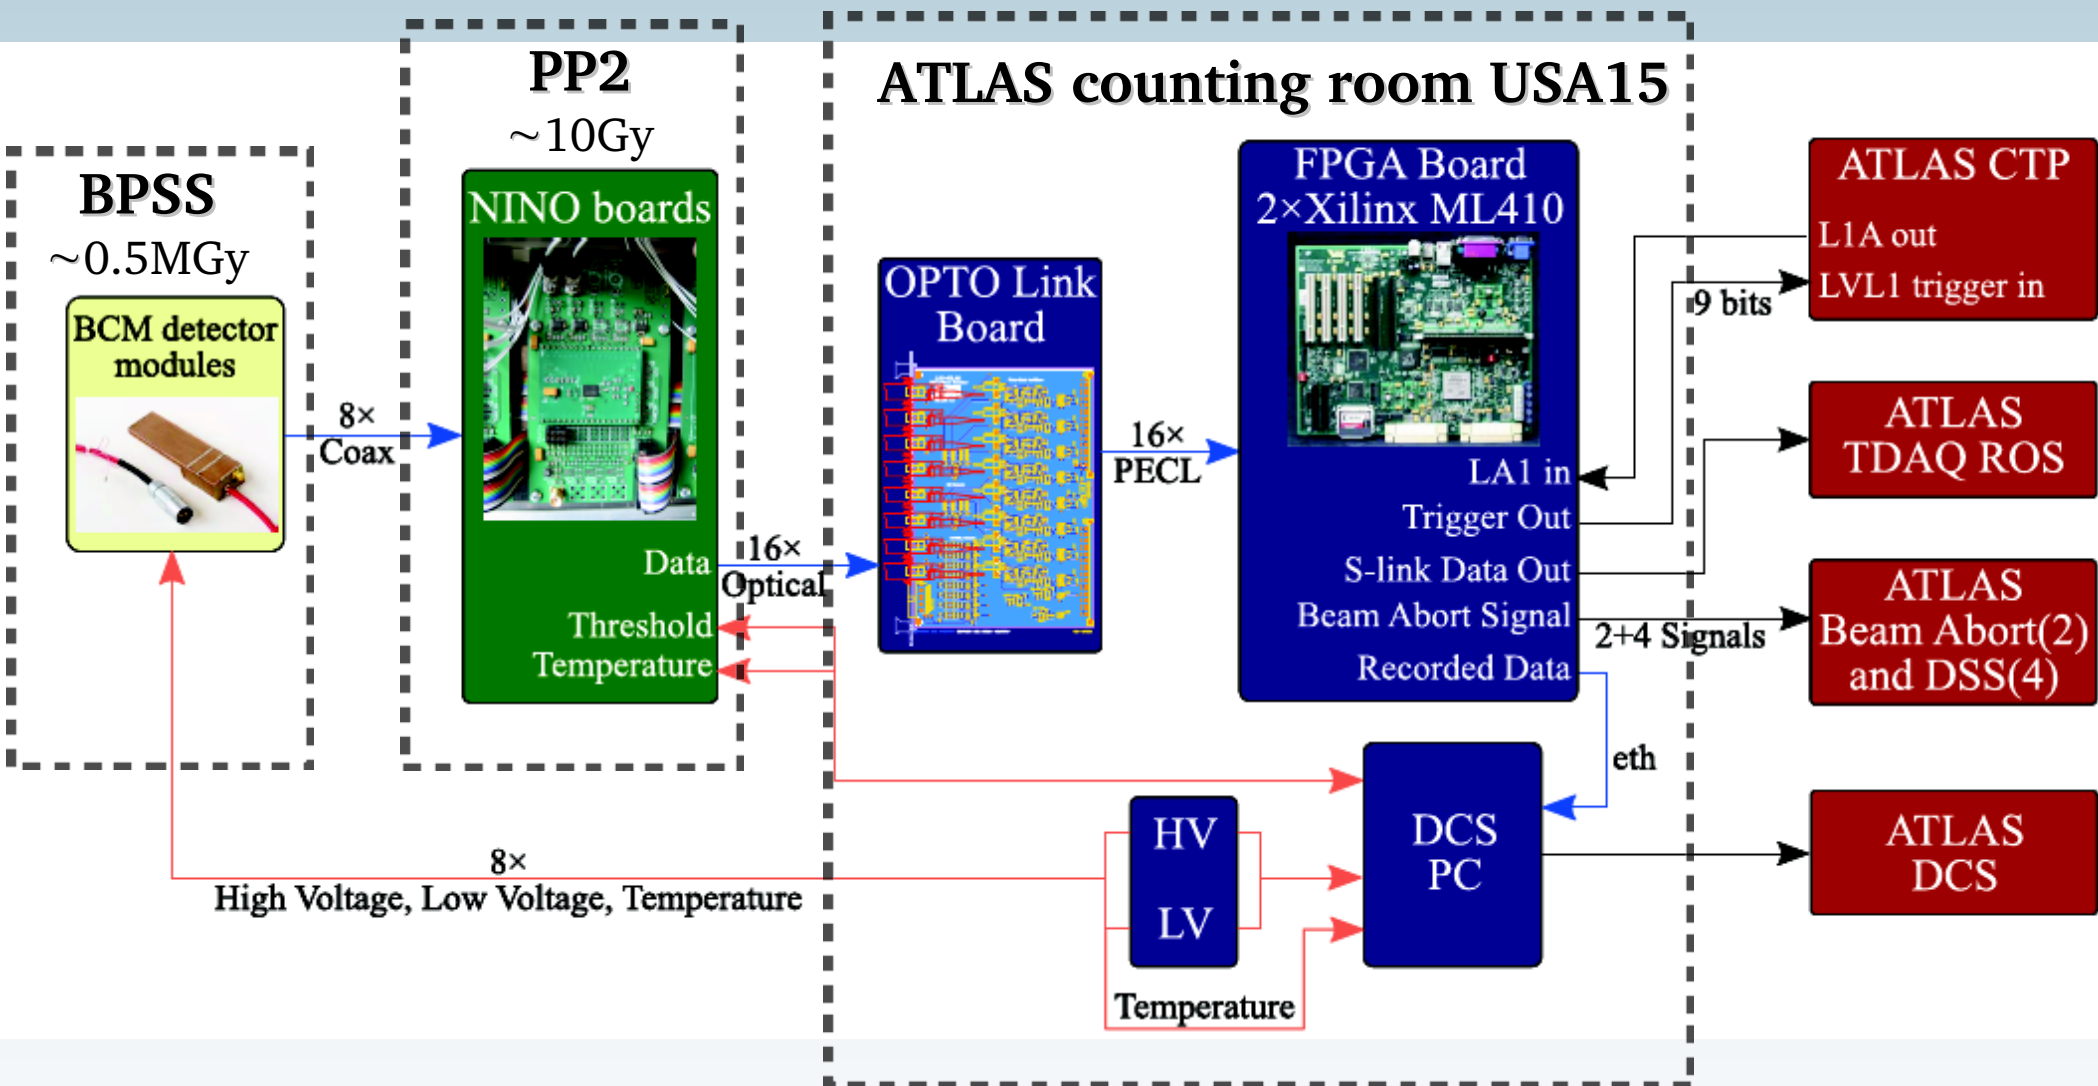 BPSS
~0.5MGy
BCM detector
modules
8×
Coax
PP2
~10Gy
NINO boards
Data
Threshold
Temperature
16×
Optical
ATLAS counting room USA15
OPTO Link
Board
16×
PECL
FPGA Board
2×Xilinx ML410
LA1 in
Trigger Out
S-link Data Out
Beam Abort Signal
Recorded Data
9 bits
2+4 Signals
eth
ATLAS CTP
L1A out
LVL1 trigger in
ATLAS
TDAQ ROS
ATLAS
Beam Abort(2)
and DSS(4)
8×
High Voltage, Low Voltage, Temperature
HV
LV
Temperature
DCS
PC
ATLAS
DCS